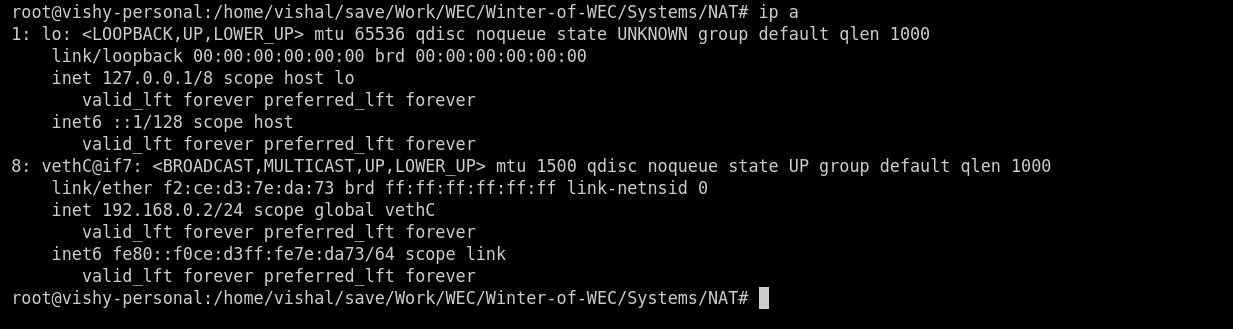 root@vishy-personal:/home/vishal/save/Work/WEC/Winter-of-WEC/Systems/NAT# ip a
1: lo: <LOOPBACK,UP,LOWER_UP> mtu 65536 qdisc noqueue state UNKNOWN group default qlen 1000
    link/loopback 00:00:00:00:00:00 brd 00:00:00:00:00:00
    inet 127.0.0.1/8 scope host lo
       valid_lft forever preferred_lft forever
    inet6 ::1/128 scope host
       valid_lft forever preferred_lft forever
8: vethC@if7: <BROADCAST,MULTICAST,UP,LOWER_UP> mtu 1500 qdisc noqueue state UP group default qlen 1000
    link/ether f2:ce:d3:7e:da:73 brd ff:ff:ff:ff:ff:ff link-netnsid 0
    inet 192.168.0.2/24 scope global vethC
       valid_lft forever preferred_lft forever
    inet6 fe80::f0ce:d3ff:fe7e:da73/64 scope link
       valid_lft forever preferred_lft forever
root@vishy-personal:/home/vishal/save/Work/WEC/Winter-of-WEC/Systems/NAT#